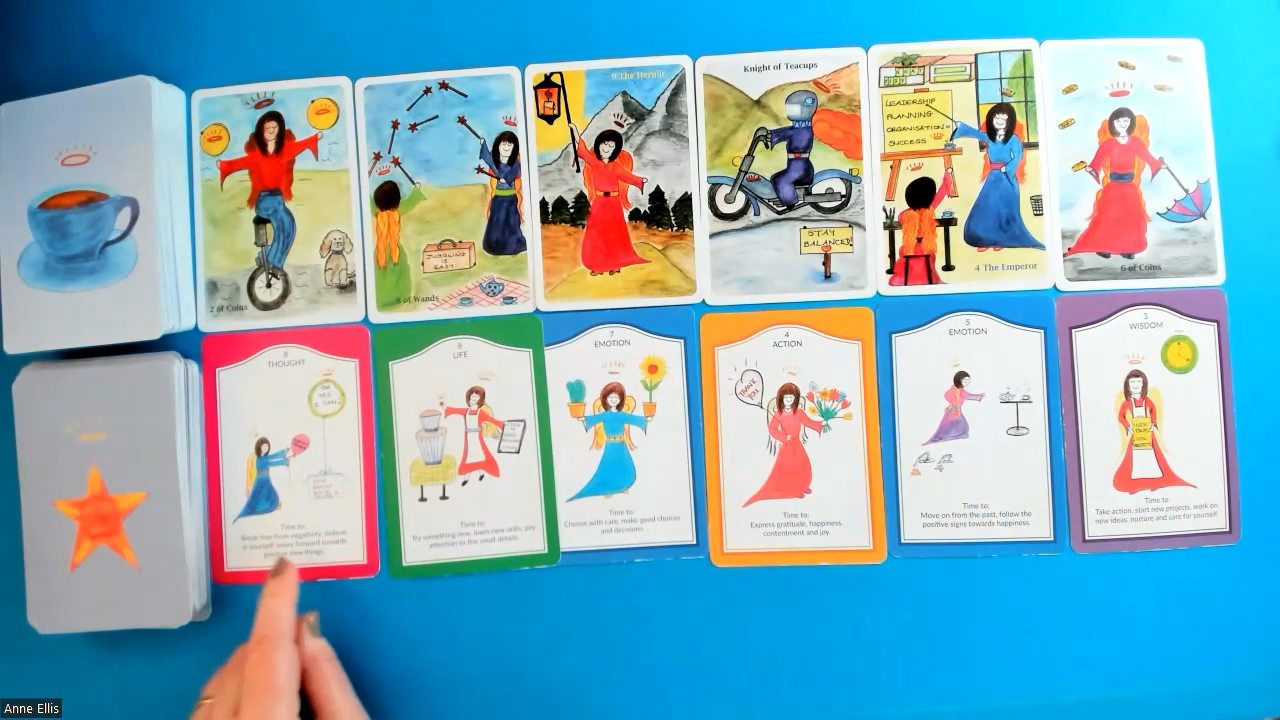 2 of Coins
8 of Wands
JUGGLING
IS
EASY!
9 The Hermit
Knight of Teacups
STAY
BALANCED!
LEADERSHIP
PLANNING
ORGANISATION =
SUCCESS
4 The Emperor
6 of Coins
8
THOUGHT
Time to:
Break free from negativity, believe
in yourself, move forward towards
positive new things.
8
LIFE
Time to:
Try something new, learn new skills, pay
attention to the small details.
7
EMOTION
Time to:
Choose with care, make good choices
and decisions.
4
ACTION
THANK
YOU
Time to:
Express gratitude, happiness,
contentment and joy
5
EMOTION
Time to:
Move on from the past, follow the
positive signs towards happiness.
3
WISDOM
Time to:
Take action, start new projects, work on
new ideas, nurture and care for yourself
Anne Ellis